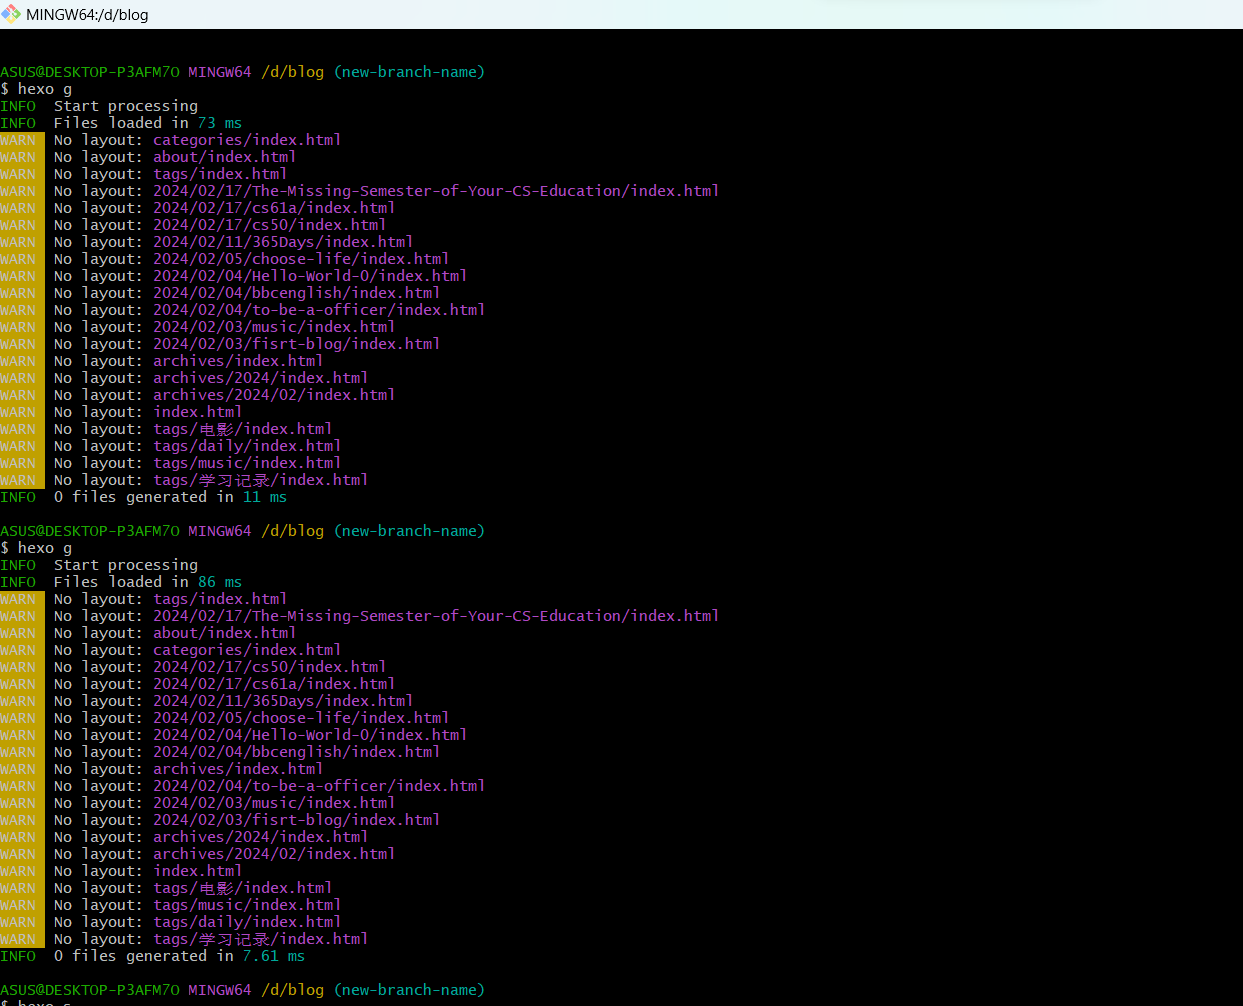 MINGW64:/d/blog
ASUS@DESKTOP-P3AFM7O MINGW64 /d/blog (new-branch-name)
$ hexo g
INFO  Start processing
INFO  Files loaded in 73 ms
WARN  No layout: categories/index.html
WARN  No layout: about/index.html
WARN  No layout: tags/index.html
WARN  No layout: 2024/02/17/The-Missing-Semester-of-Your-CS-Education/index.html
WARN  No layout: 2024/02/17/cs61a/index.html
WARN  No layout: 2024/02/17/cs50/index.html
WARN  No layout: 2024/02/11/365Days/index.html
WARN  No layout: 2024/02/05/choose-life/index.html
WARN  No layout: 2024/02/04/Hello-World-0/index.html
WARN  No layout: 2024/02/04/bbcenglish/index.html
WARN  No layout: 2024/02/04/to-be-a-officer/index.html
WARN  No layout: 2024/02/03/music/index.html
WARN  No layout: 2024/02/03/fisrt-blog/index.html
WARN  No layout: archives/index.html
WARN  No layout: archives/2024/index.html
WARN  No layout: archives/2024/02/index.html
WARN  No layout: index.html
WARN  No layout: tags/电影/index.html
WARN  No layout: tags/daily/index.html
WARN  No layout: tags/music/index.html
WARN  No layout: tags/学习记录/index.html
INFO  0 files generated in 11 ms
ASUS@DESKTOP-P3AFM7O MINGW64 /d/blog (new-branch-name)
$ hexo g
INFO  Start processing
INFO  Files loaded in 86 ms
WARN  No layout: tags/index.html
WARN  No layout: 2024/02/17/The-Missing-Semester-of-Your-CS-Education/index.html
WARN  No layout: about/index.html
WARN  No layout: categories/index.html
WARN  No layout: 2024/02/17/cs50/index.html
WARN  No layout: 2024/02/17/cs61a/index.html
WARN  No layout: 2024/02/11/365Days/index.html
WARN  No layout: 2024/02/05/choose-life/index.html
WARN  No layout: 2024/02/04/Hello-World-0/index.html
WARN  No layout: 2024/02/04/bbcenglish/index.html
WARN  No layout: archives/index.html
WARN  No layout: 2024/02/04/to-be-a-officer/index.html
WARN  No layout: 2024/02/03/music/index.html
WARN  No layout: 2024/02/03/fisrt-blog/index.html
WARN  No layout: archives/2024/index.html
WARN  No layout: archives/2024/02/index.html
WARN  No layout: index.html
WARN  No layout: tags/电影/index.html
WARN  No layout: tags/music/index.html
WARN  No layout: tags/daily/index.html
WARN  No layout: tags/学习记录/index.html
INFO  0 files generated in 7.61 ms
ASUS@DESKTOP-P3AFM7O MINGW64 /d/blog (new-branch-name)
$ hexo